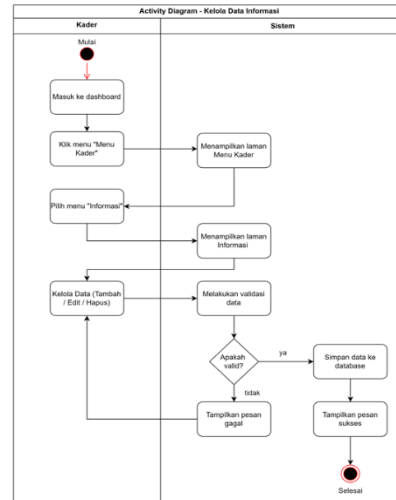 Activity Diagram - Kelola Data Informasi
Kader
Sistem
Mulai
Masuk ke dashboard
Klik menu "Menu
Kader"
Menampilkan laman
Menu Kader
Pilih menu "Informasi"
Menampilkan laman
Informasi
Kelola Data (Tambah
/ Edit / Hapus)
Melakukan validasi
data
Apakah
valid?
ya
Simpan data ke
database
tidak
Tampilkan pesan
gagal
Tampilkan pesan
sukses
Selesai